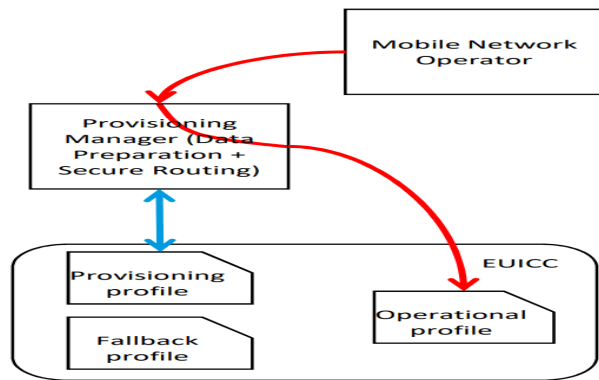 Mobile Network
Operator
Provisioning
Manager (Data
Preparation +
Secure Routing)
EUICC
Provisioning
profile
Operational
profile
Fallback
profile